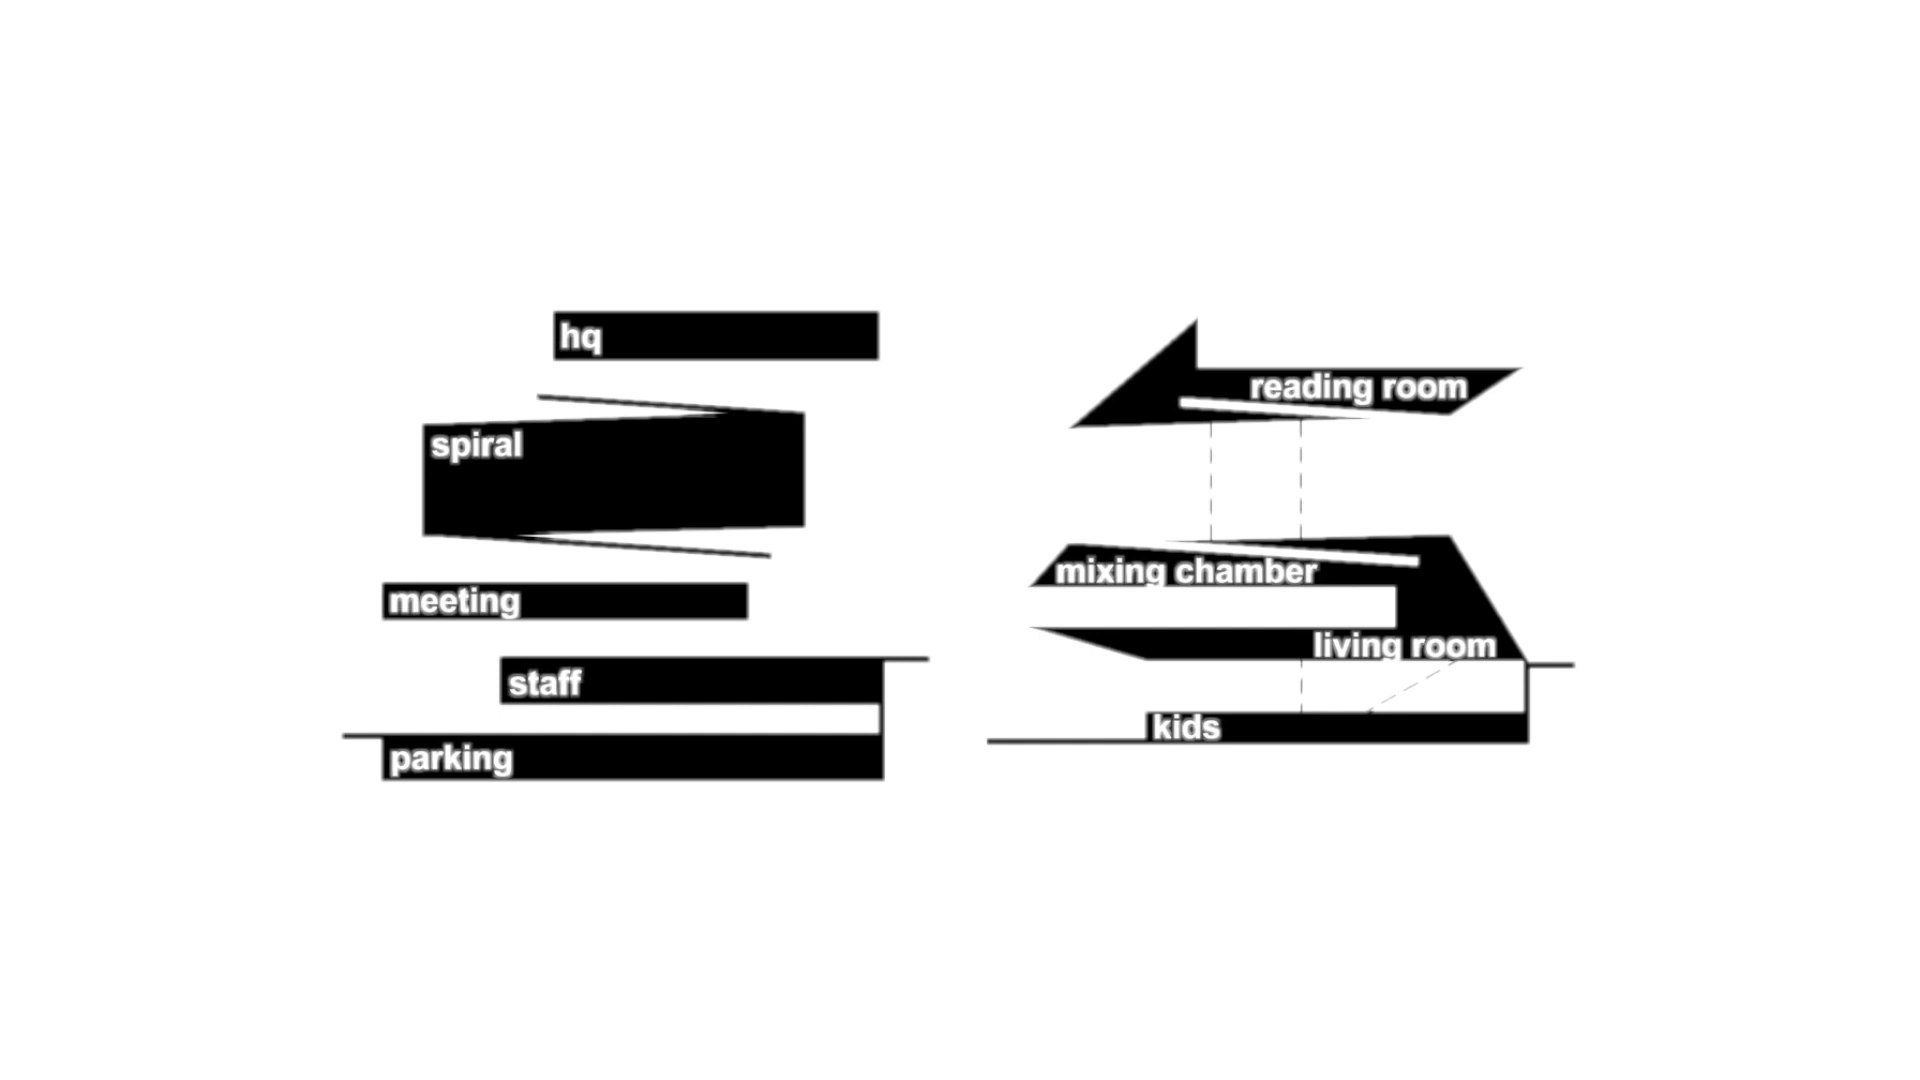 hq
spiral
meeting
staff
parking
reading room
mixing chamber
living room
kids